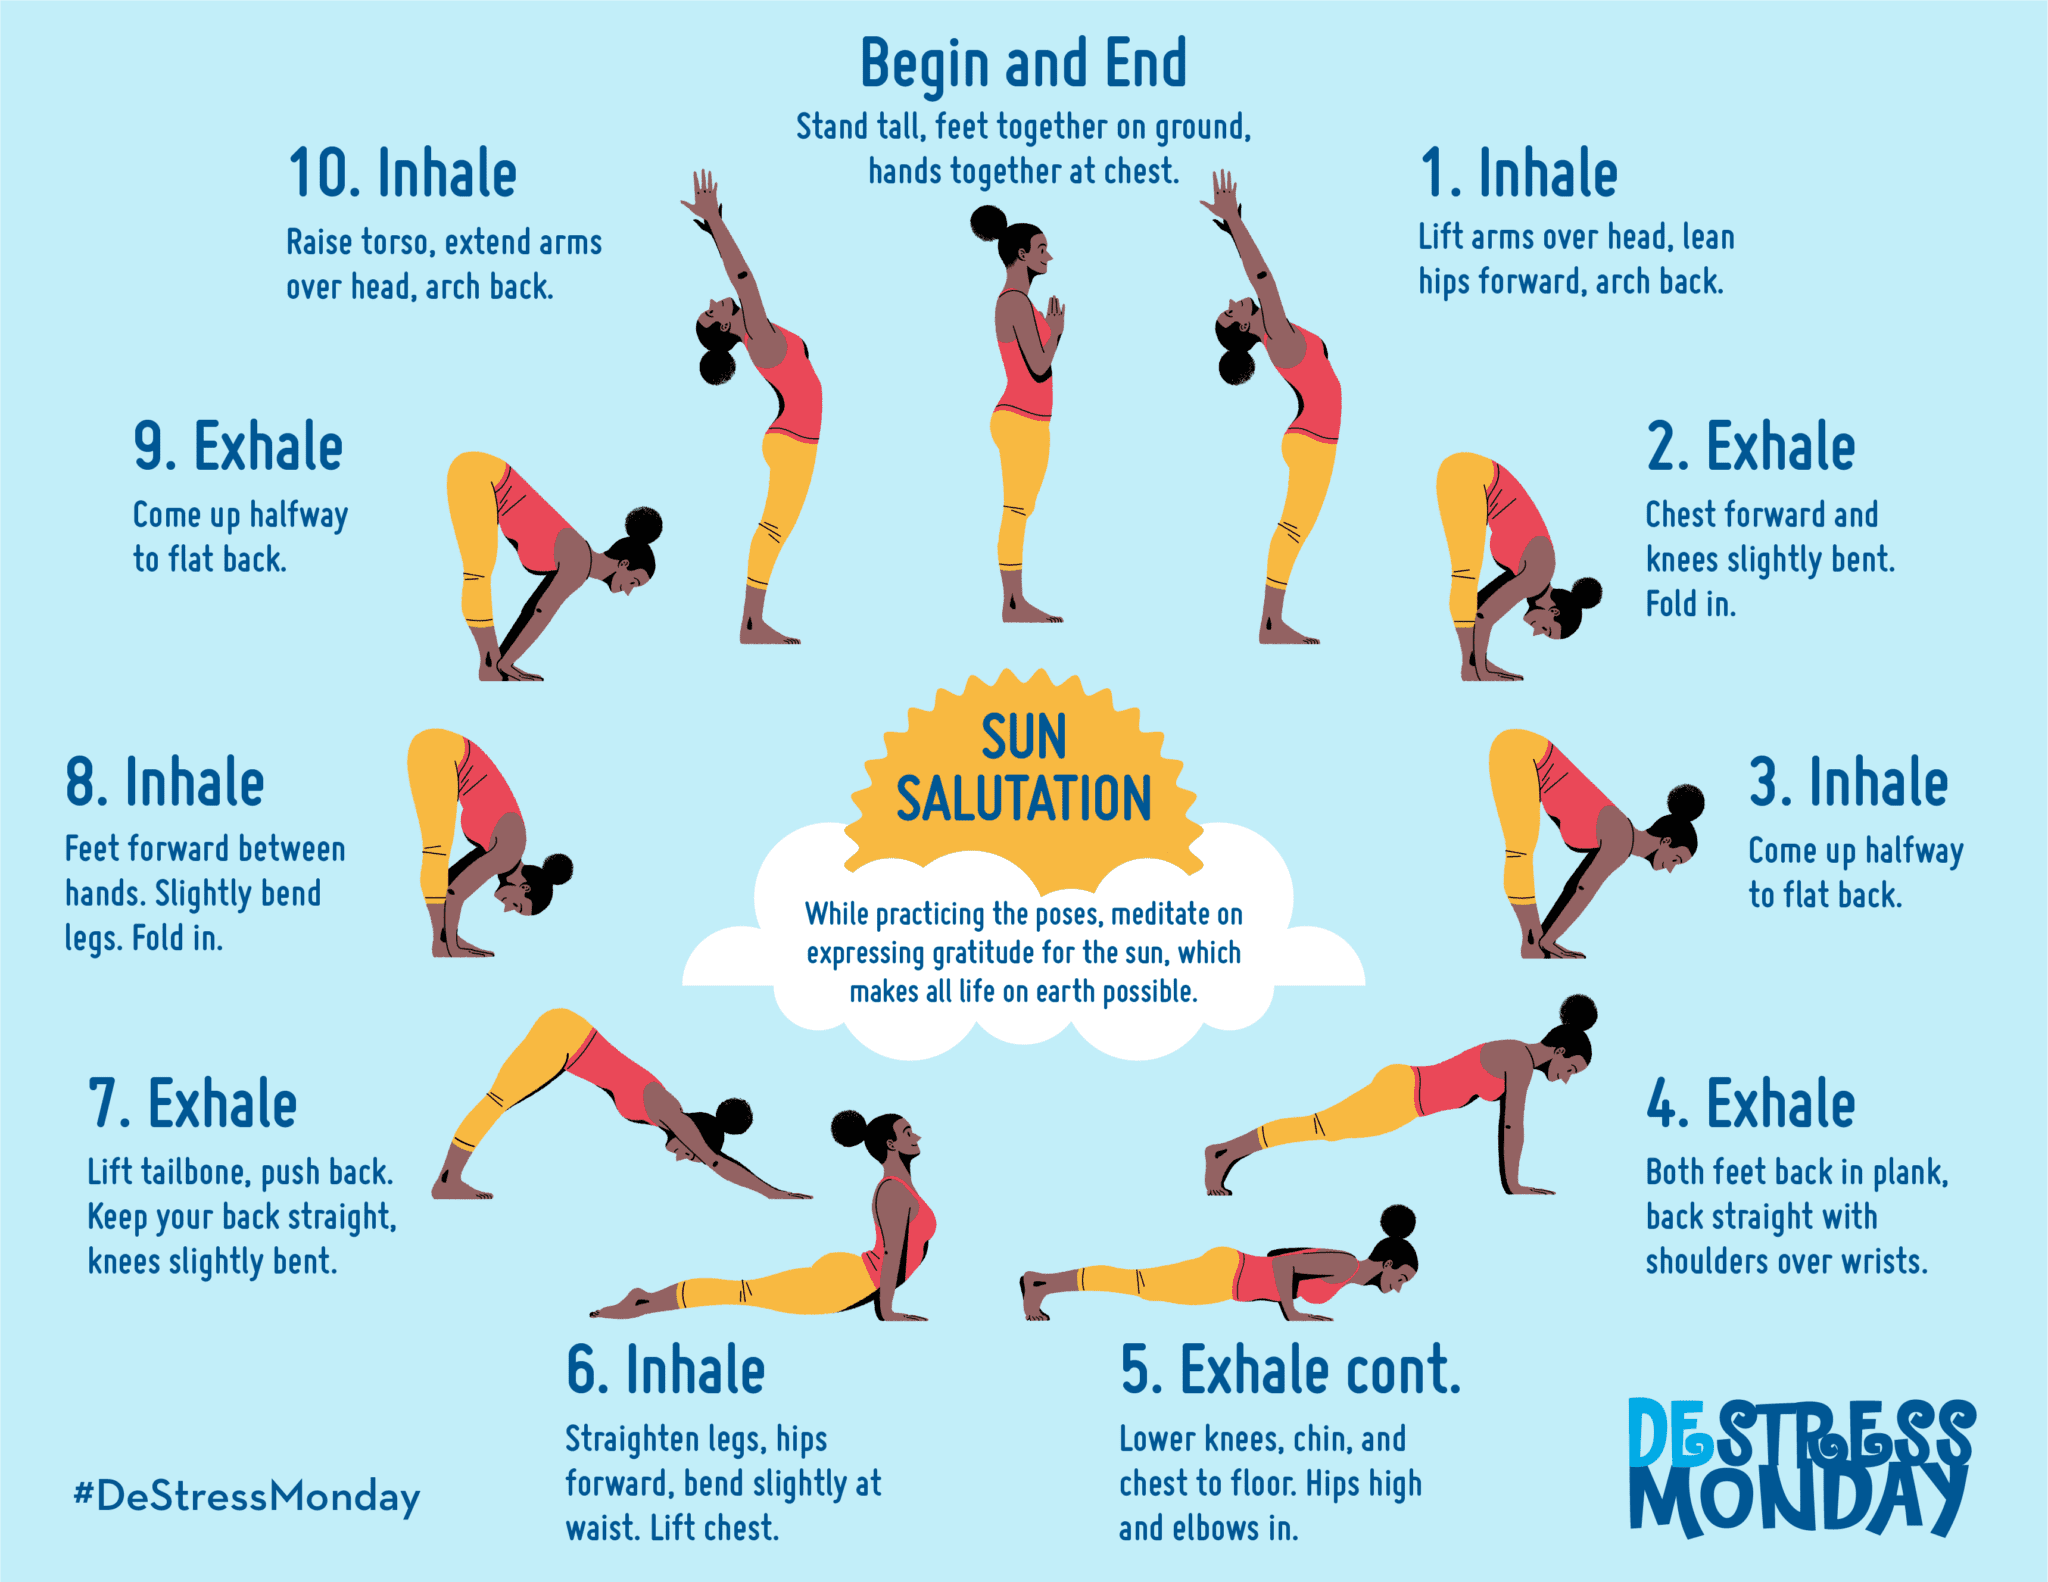 Begin and End
Stand tall, feet together on ground,
hands together at chest.
1. Inhale
Lift arms over head, lean
hips forward, arch back.
2. Exhale
Chest forward and
knees slightly bent.
Fold in.
3. Inhale
Come up halfway
to flat back.
4. Exhale
Both feet back in plank,
back straight with
shoulders over wrists.
5. Exhale cont.
Lower knees, chin, and
chest to floor. Hips high
and elbows in.
6. Inhale
Straighten legs, hips
forward, bend slightly at
waist. Lift chest.
7. Exhale
Lift tailbone, push back.
Keep your back straight,
knees slightly bent.
8. Inhale
Feet forward between
hands. Slightly bend
legs. Fold in.
9. Exhale
Come up halfway
to flat back.
10. Inhale
Raise torso, extend arms
over head, arch back.
SUN
SALUTATION
While practicing the poses, meditate on
expressing gratitude for the sun, which
makes all life on earth possible.
#DeStressMonday
DESTRESS
MONDAY